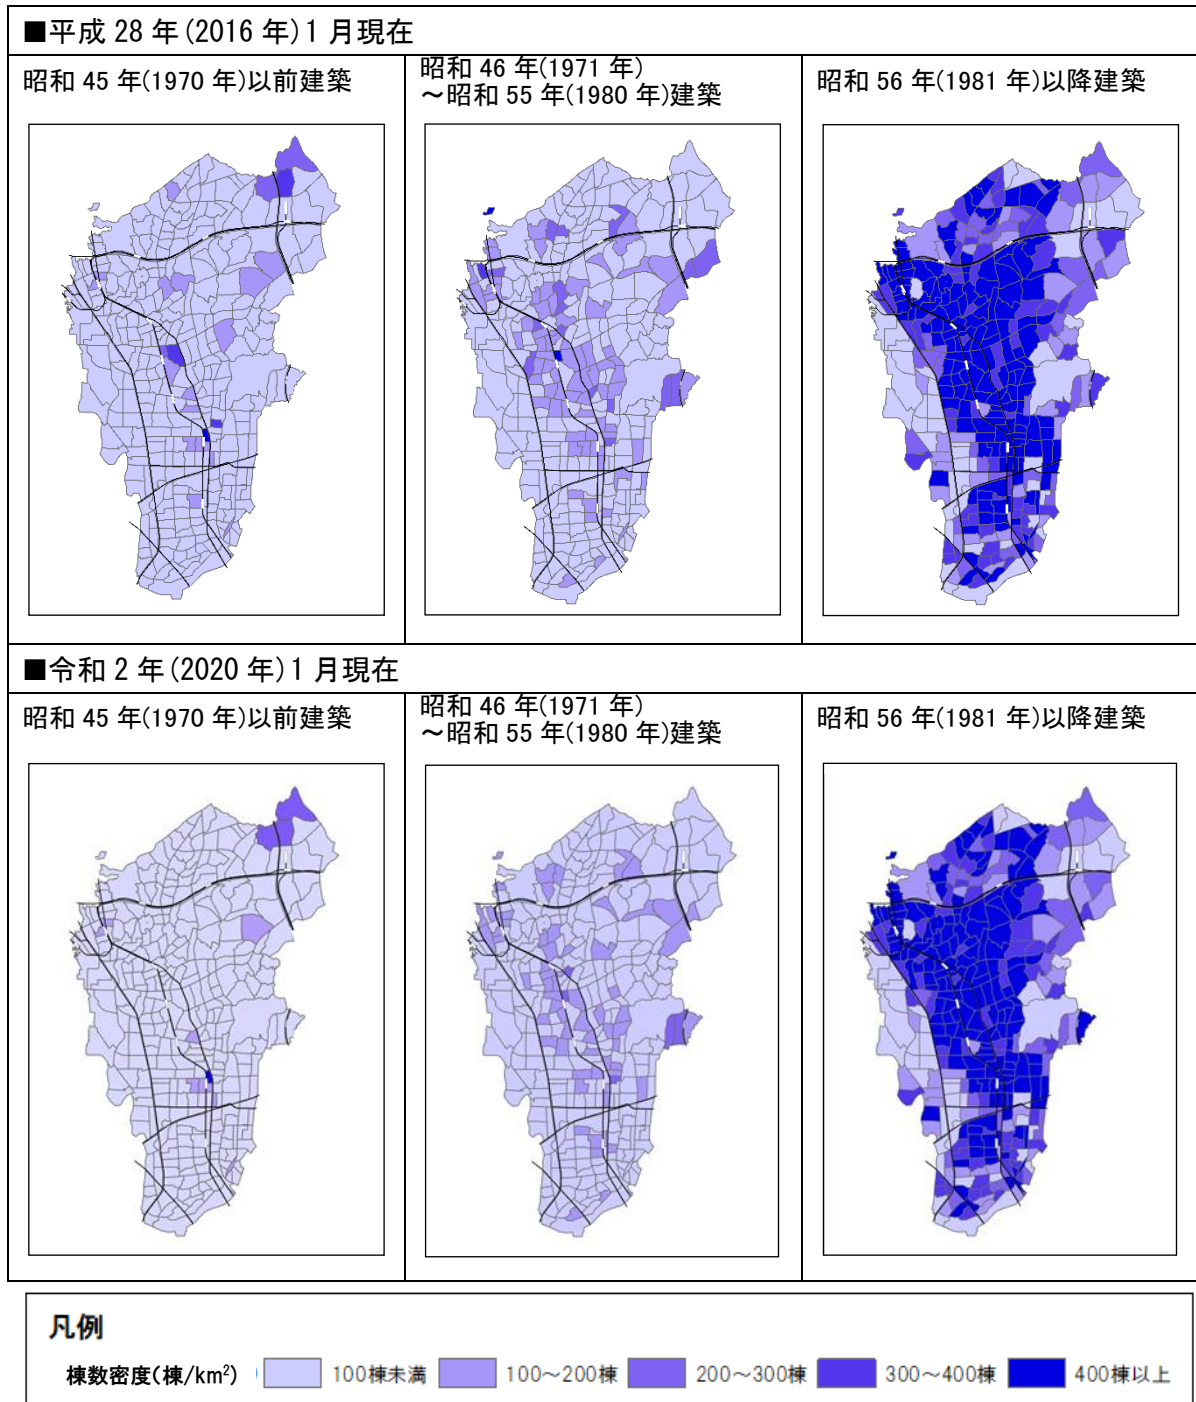 ■平成 28 年(2016 年)1 月現在
昭和 45 年(1970 年)以前建築
昭和 46 年(1971 年)
～昭和 55 年(1980 年)建築
昭和 56 年(1981 年)以降建築
■令和 2 年(2020 年)1 月現在
昭和 45 年(1970 年)以前建築
昭和 46 年(1971 年)
～昭和 55 年(1980 年)建築
昭和 56 年(1981 年)以降建築
凡例
棟数密度(棟/km²) 100棟未満 100～200棟 200～300棟 300～400棟 400棟以上